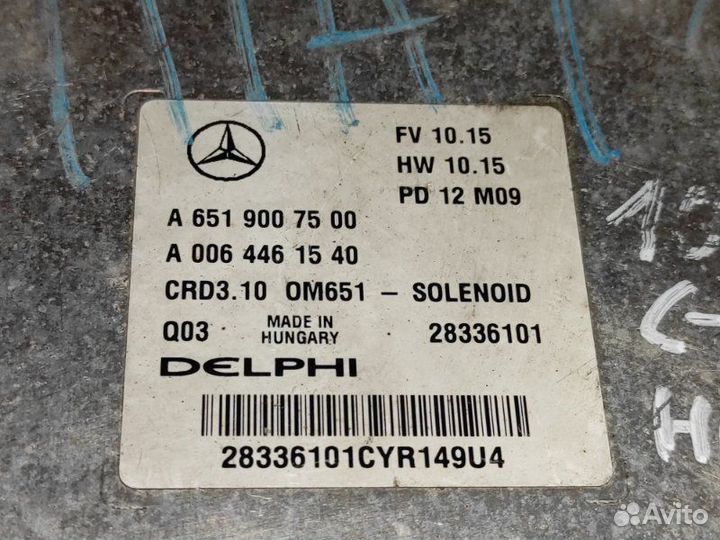 FV 10.15
HW 10.15
PD 12 M09
A 651 900 75 00
A 006 446 15 40
CRD3.10 OM651 - SOLENOID
Q03 MADE IN HUNGARY 28336101
DELPHI
28336101CYR149U4
Avito